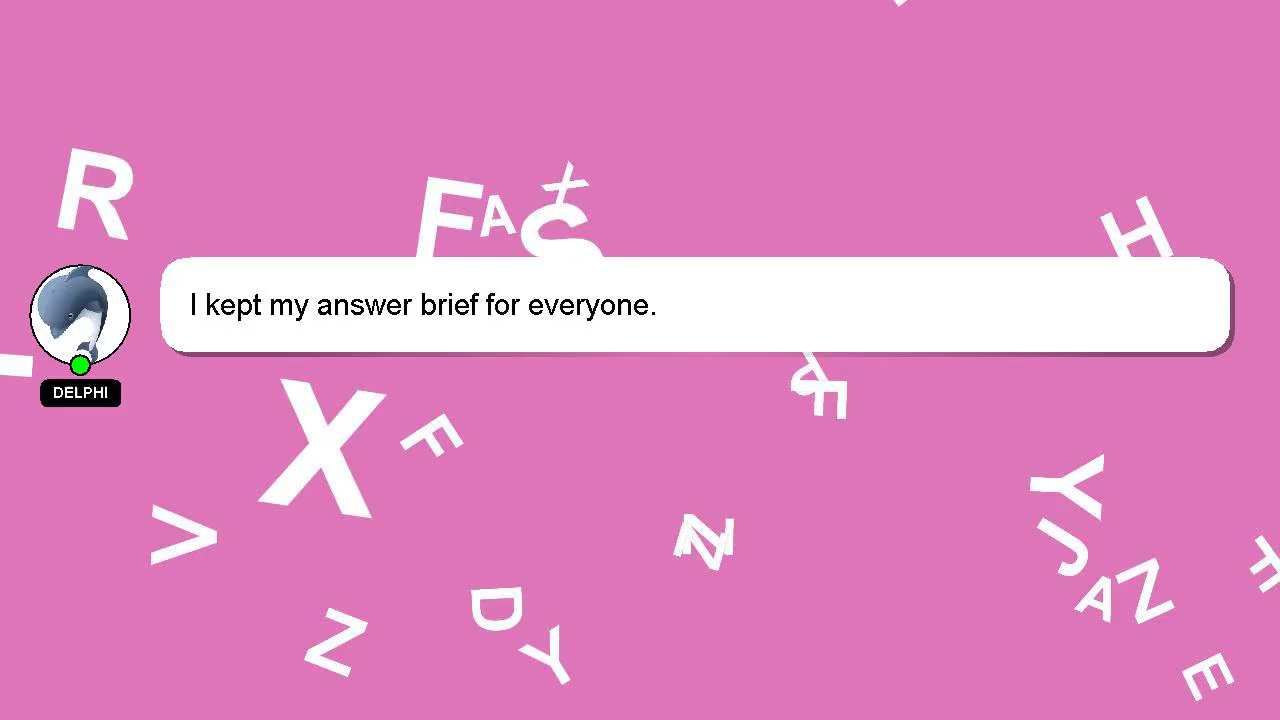 R
F A X S
H
I kept my answer brief for everyone.
DELPHI
X F
R F
Y
J
A Z
F
V
N Z
D
Y
Z
E